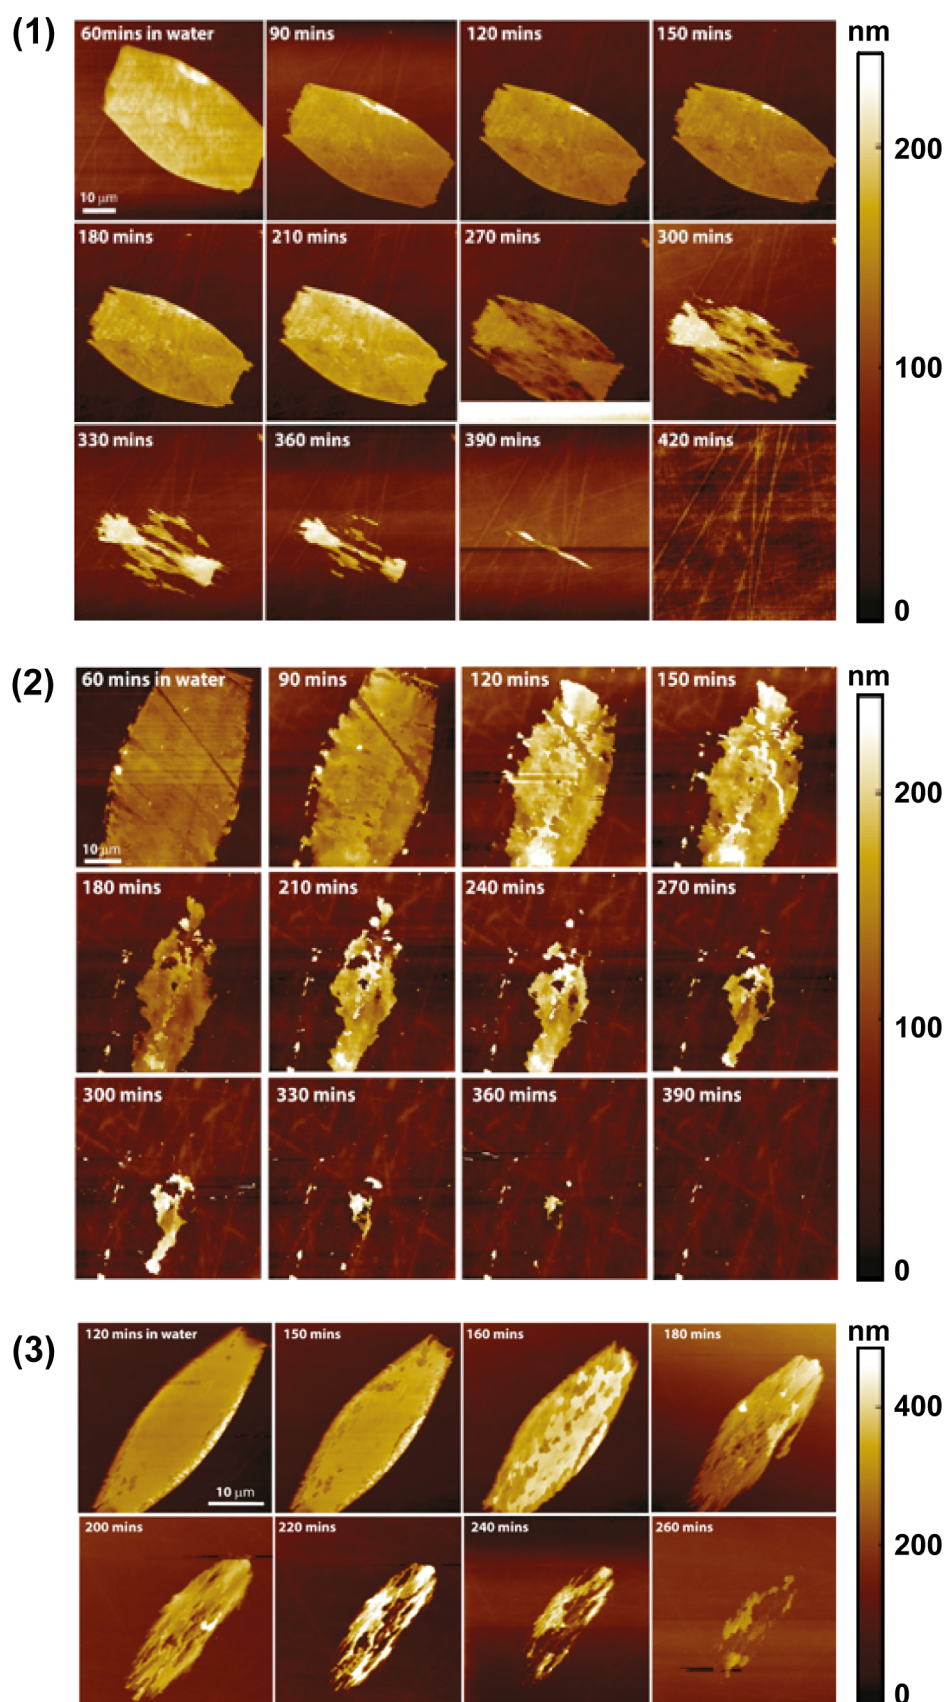 (1)
nm
60mins in water 90 mins 120 mins 150 mins
200
10 μm
180 mins 210 mins 270 mins 300 mins
100
330 mins 360 mins 390 mins 420 mins
0
(2)
nm
60 mins in water 90 mins 120 mins 150 mins
200
10 μm
180 mins 210 mins 240 mins 270 mins
100
300 mins 330 mins 360 mims 390 mins
0
(3)
nm
120 mins in water 150 mins 160 mins 180 mins
400
10 μm
200 mins 220 mins 240 mins 260 mins
200
0